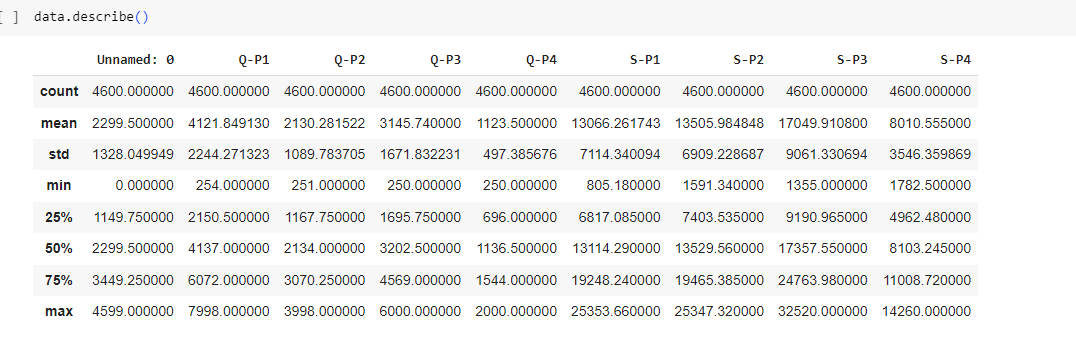 [ ] data.describe()
Unnamed: 0 Q-P1 Q-P2 Q-P3 Q-P4 S-P1 S-P2 S-P3 S-P4
count 4600.000000 4600.000000 4600.000000 4600.000000 4600.000000 4600.000000 4600.000000 4600.000000 4600.000000
mean 2299.500000 4121.849130 2130.281522 3145.740000 1123.500000 13066.261743 13505.984848 17049.910800 8010.555000
std 1328.049949 2244.271323 1089.783705 1671.832231 497.385676 7114.340094 6909.228687 9061.330694 3546.359869
min 0.000000 254.000000 251.000000 250.000000 250.000000 805.180000 1591.340000 1355.000000 1782.500000
25% 1149.750000 2150.500000 1167.750000 1695.750000 696.000000 6817.085000 7403.535000 9190.965000 4962.480000
50% 2299.500000 4137.000000 2134.000000 3202.500000 1136.500000 13114.290000 13529.560000 17357.550000 8103.245000
75% 3449.250000 6072.000000 3070.250000 4569.000000 1544.000000 19248.240000 19465.385000 24763.980000 11008.720000
max 4599.000000 7998.000000 3998.000000 6000.000000 2000.000000 25353.660000 25347.320000 32520.000000 14260.000000